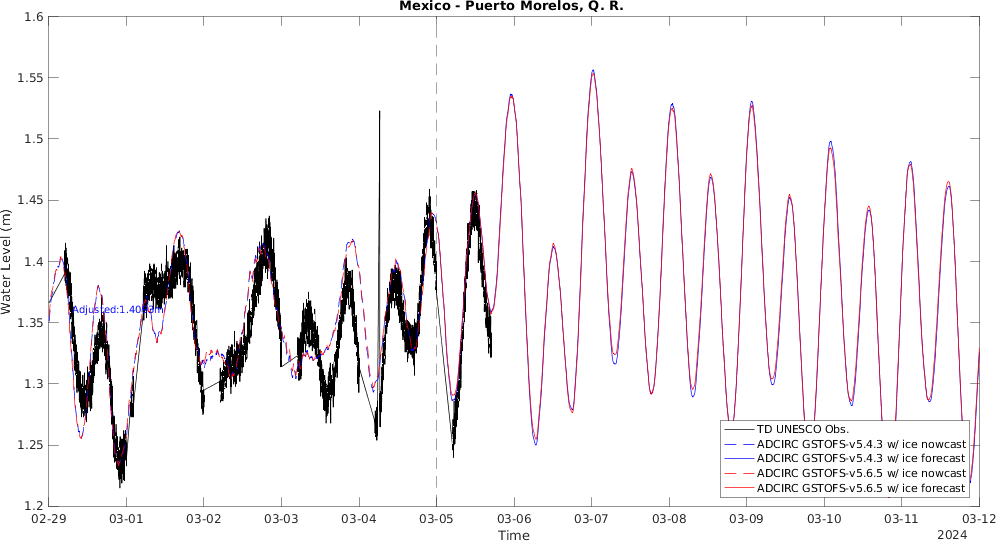 Mexico - Puerto Morelos, Q. R.
1.6
1.55
1.5
1.45
1.4
1.35
1.3
1.25
1.2
Water Level (m)
TD UNESCO Obs.
ADCIRC GSTOFS-v5.4.3 w/ ice nowcast
ADCIRC GSTOFS-v5.4.3 w/ ice forecast
ADCIRC GSTOFS-v5.6.5 w/ ice nowcast
ADCIRC GSTOFS-v5.6.5 w/ ice forecast
02-29 03-01 03-02 03-03 03-04 03-05 03-06 03-07 03-08 03-09 03-10 03-11 03-12
Time
2024